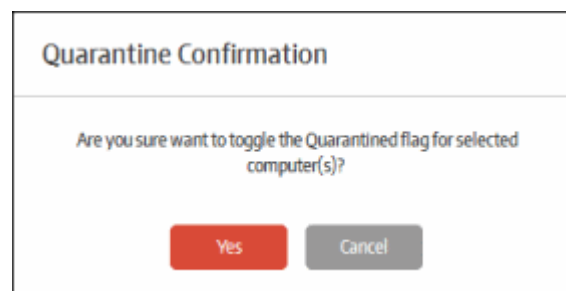 Quarantine Confirmation
Are you sure want to toggle the Quarantined flag for selected
computer(s)?
Yes
Cancel